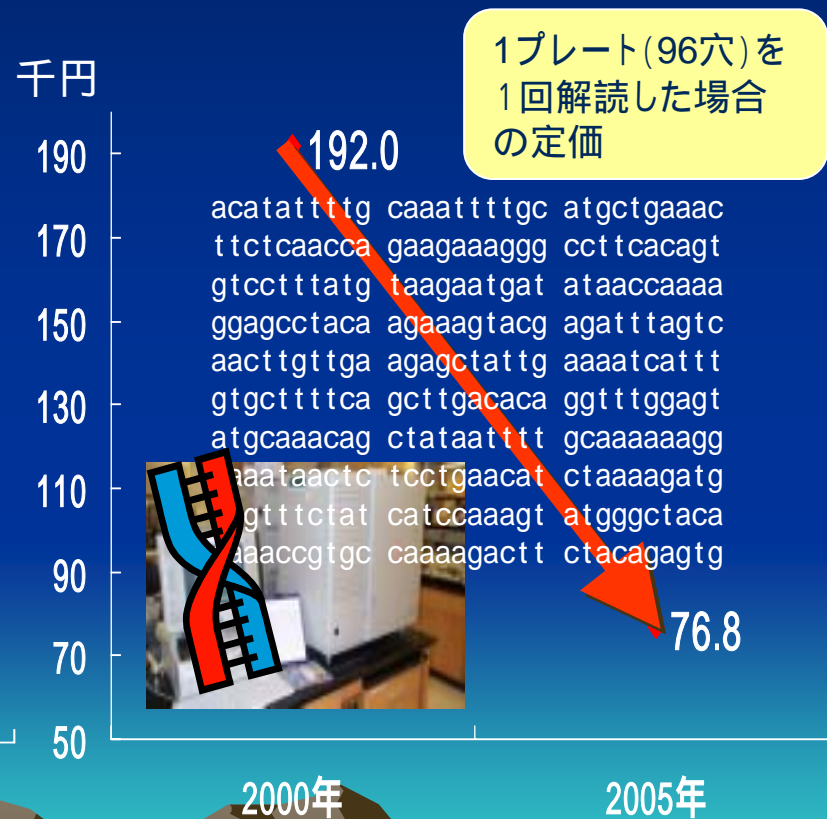 1プレート(96穴)を
1回解読した場合
の定価
千円
190
170
150
130
110
90
70
50
192.0
acatattttg caaattttgc atgctgaaac
ttctcaacca gaagaaaggg ccttcacagt
gtcctttatg taagaatgat ataaccaaaa
ggagcctaca agaaagtacg agatttagtc
aacttgttga agagctattg aaaatcattt
gtgcttttca gcttgacaca ggtttggagt
atgcaaacag ctataatttt gcaaaaaagg
aaataactc tcctgaacat ctaaaagatg
gtttctat catccaaagt atgggctaca
aaaccgtgc caaaagactt ctacagagtg
76.8
2000年 2005年